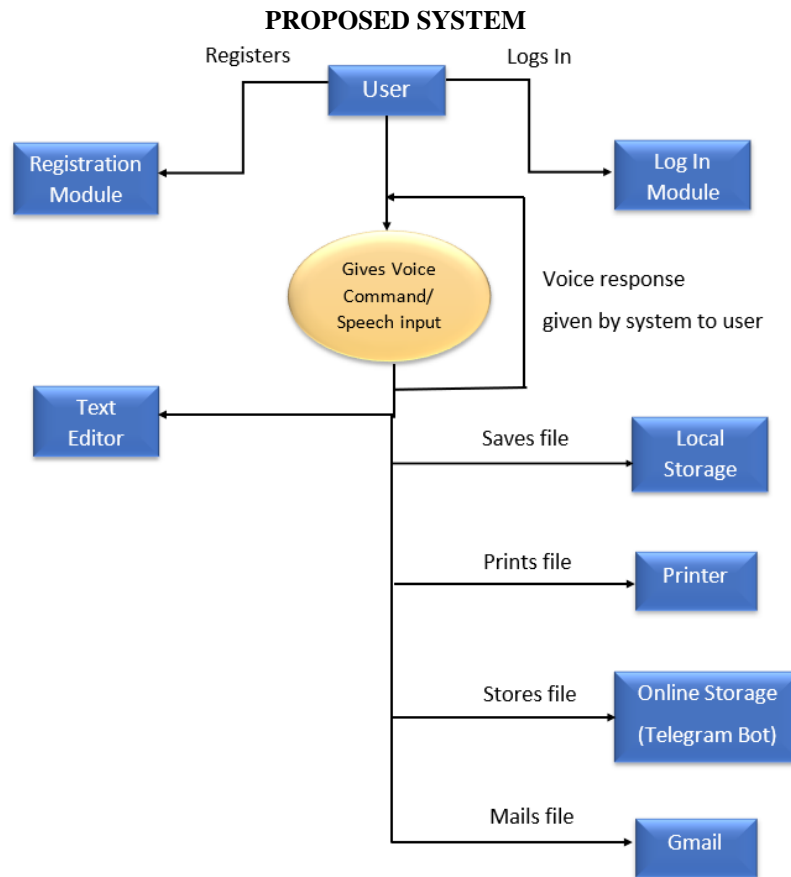 PROPOSED SYSTEM
Registers
Logs In
User
Registration
Module
Log In
Module
Gives Voice
Command/
Speech input
Voice response
given by system to user
Text
Editor
Saves file
Local
Storage
Prints file
Printer
Stores file
Online Storage
(Telegram Bot)
Mails file
Gmail